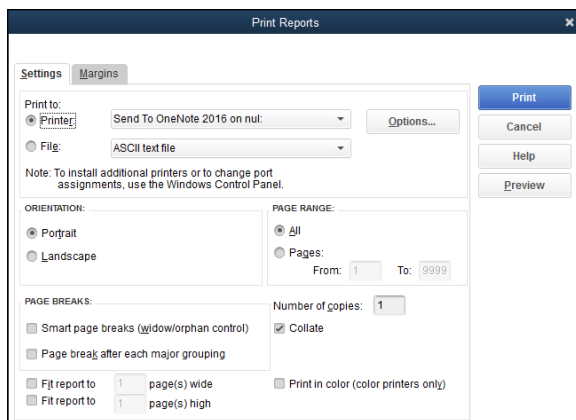 Print Reports
Settings
Margins
Print to:
Printer:
Send To OneNote 2016 on nul:
Options...
File:
ASCII text file
Note: To install additional printers or to change port
assignments, use the Windows Control Panel.
Print
Cancel
Help
Preview
ORIENTATION:
Portrait
Landscape
PAGE RANGE:
All
Pages:
From: 1 To: 9999
PAGE BREAKS:
Smart page breaks (widow/orphan control)
Page break after each major grouping
Number of copies: 1
Collate
Fit report to 1 page(s) wide
Fit report to 1 page(s) high
Print in color (color printers only)